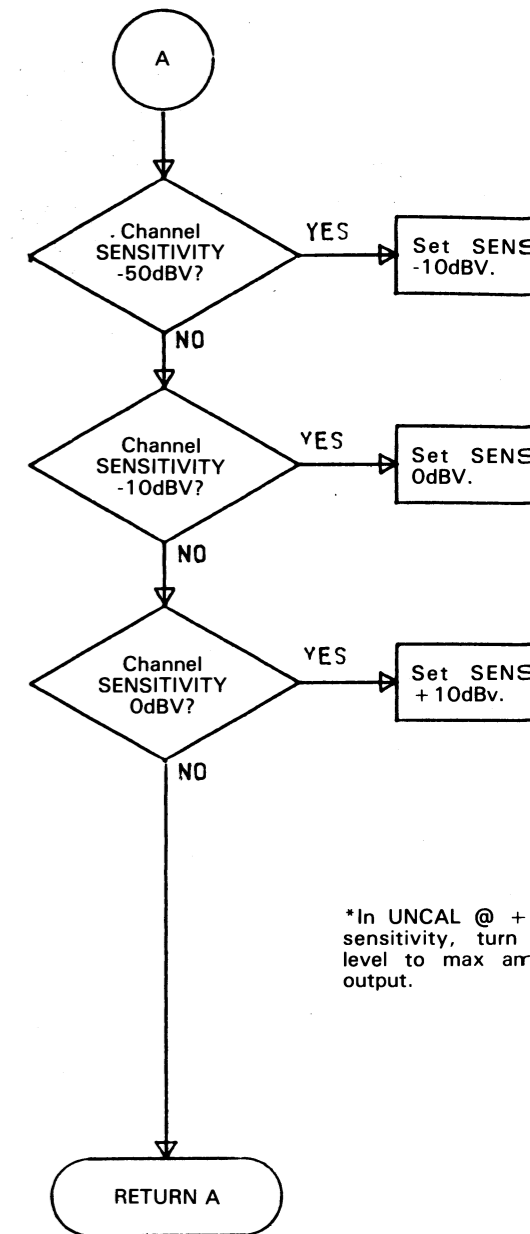 A
Channel
SENSITIVITY
-50dBV?
YES
Set SENS
-10dBV.
NO
Channel
SENSITIVITY
-10dBV?
YES
Set SENS
0dBV.
NO
Channel
SENSITIVITY
0dBV?
YES
Set SENS
+10dBv.
NO
*In UNCAL @ +
sensitivity, turn
level to max am
output.
RETURN A